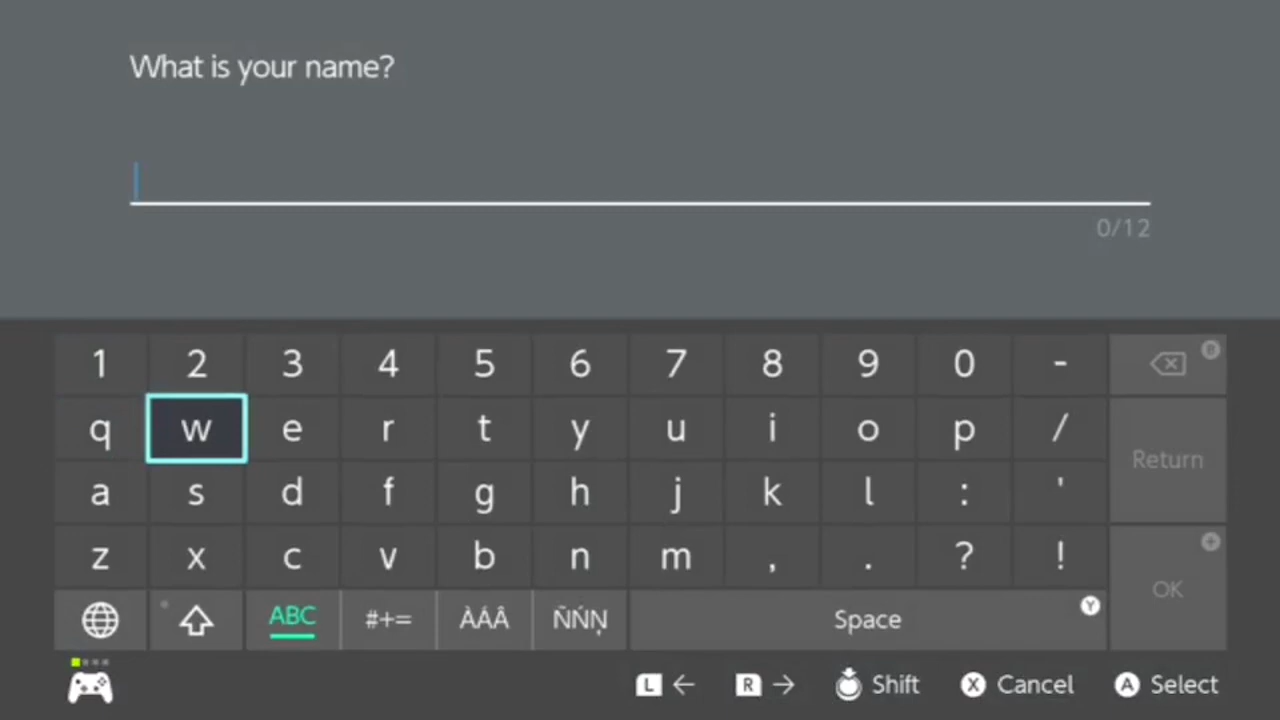 What is your name?
0/12
1 2 3 4 5 6 7 8 9 0 - B
q w e r t y u i o p / Return
a s d f g h j k l : '
z x c v b n m , . ? ! + OK
ABC #+= ÀÁÂ ÑŃŅ Space Y
L ← R → Shift X Cancel A Select